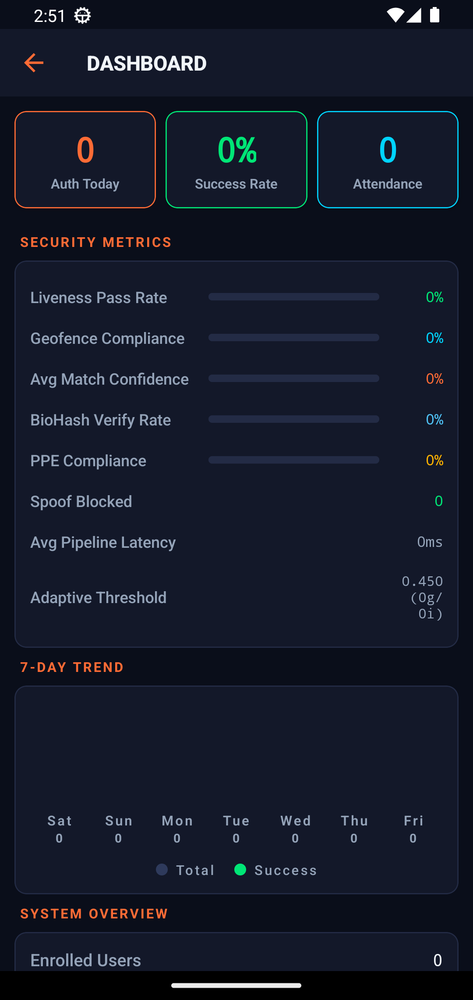 2:51
DASHBOARD
0
Auth Today
0%
Success Rate
0
Attendance
SECURITY METRICS
Liveness Pass Rate 0%
Geofence Compliance 0%
Avg Match Confidence 0%
BioHash Verify Rate 0%
PPE Compliance 0%
Spoof Blocked 0
Avg Pipeline Latency 0ms
Adaptive Threshold
0.450
(0g/
0i)
7-DAY TREND
Sat Sun Mon Tue Wed Thu Fri
0 0 0 0 0 0 0
Total Success
SYSTEM OVERVIEW
Enrolled Users 0